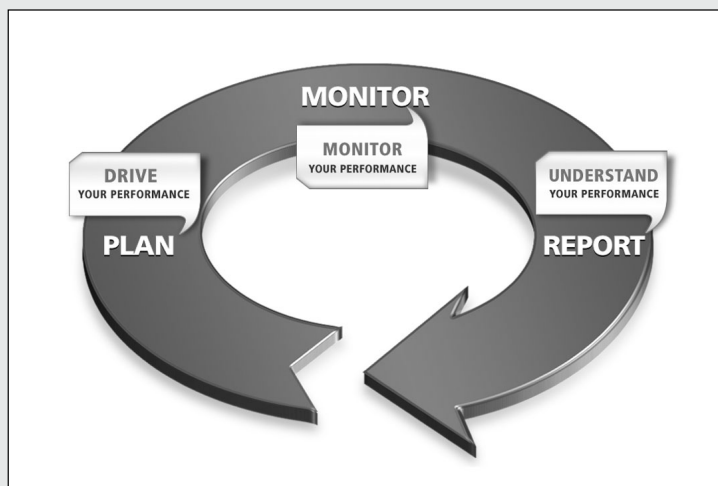 MONITOR
MONITOR
YOUR PERFORMANCE
DRIVE
YOUR PERFORMANCE
PLAN
UNDERSTAND
YOUR PERFORMANCE
REPORT